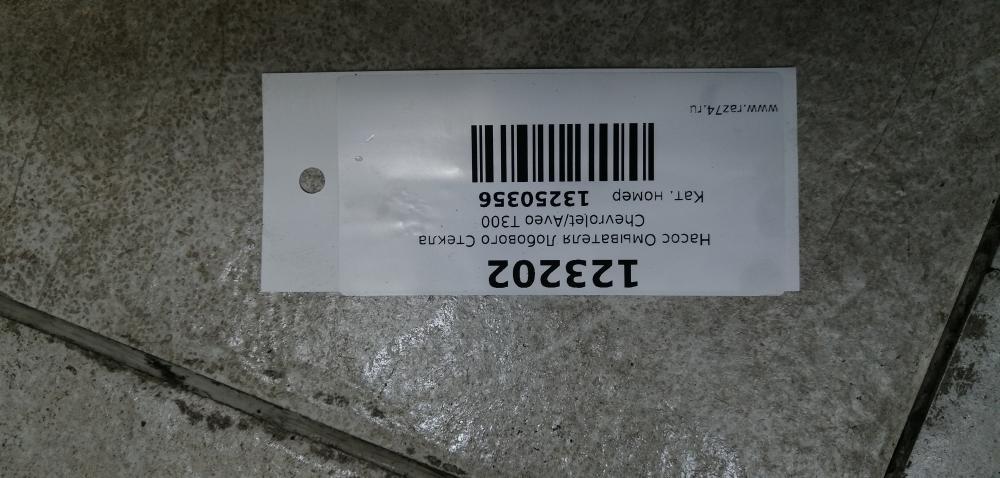 123202
Насос Омывателя Лобового Стекла
Chevrolet/Aveo T300
Кат. номер 13250356
www.raz74.ru